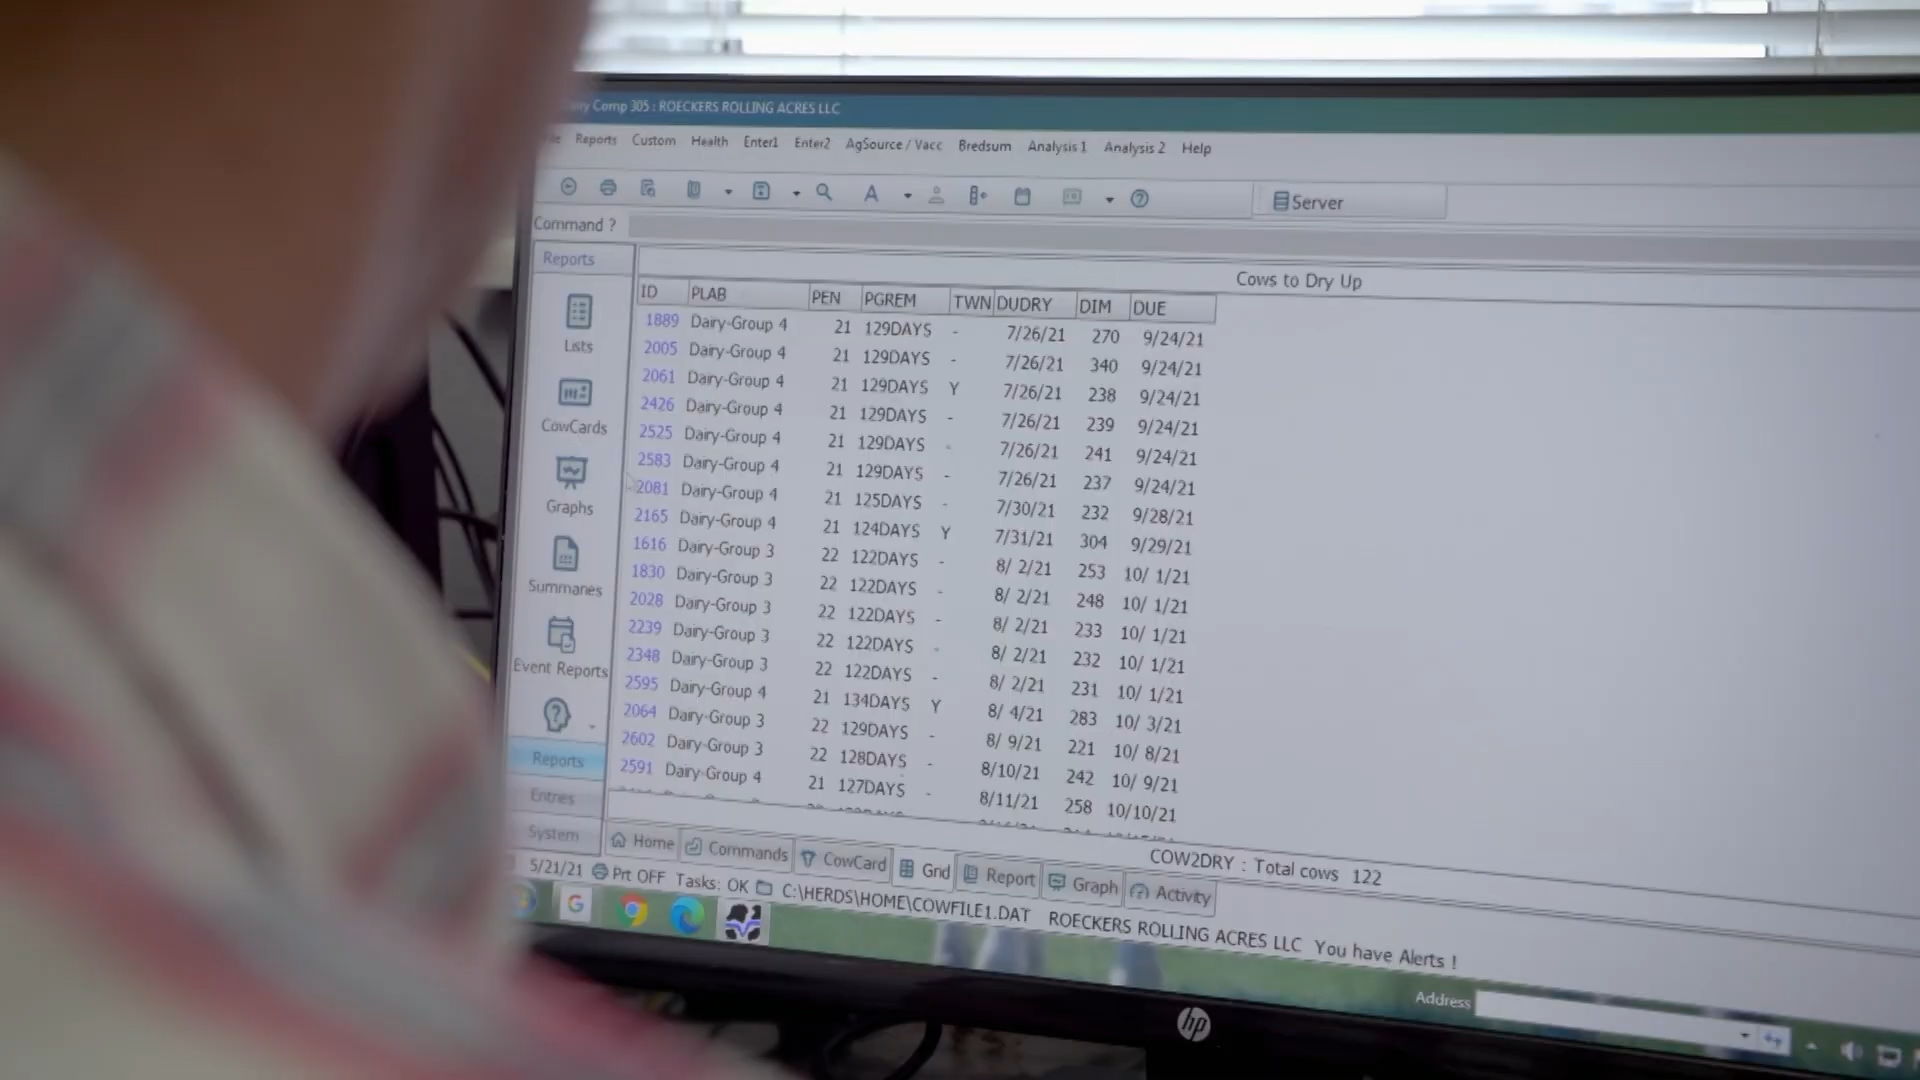 Comp 305 : ROECKERS ROLLING ACRES LLC
Reports Custom Health Enter1 Enter2 AgSource / Vacc Bredsum Analysis 1 Analysis 2 Help
Server
Command ?
Reports
Cows to Dry Up
ID PLAB PEN PGREM TWN DUDRY DIM DUE
1889 Dairy-Group 4 21 129DAYS - 7/26/21 270 9/24/21
2005 Dairy-Group 4 21 129DAYS - 7/26/21 340 9/24/21
2061 Dairy-Group 4 21 129DAYS Y 7/26/21 238 9/24/21
2426 Dairy-Group 4 21 129DAYS - 7/26/21 239 9/24/21
2525 Dairy-Group 4 21 129DAYS - 7/26/21 241 9/24/21
2583 Dairy-Group 4 21 129DAYS - 7/26/21 237 9/24/21
2081 Dairy-Group 4 21 125DAYS - 7/30/21 232 9/28/21
2165 Dairy-Group 4 21 124DAYS Y 7/31/21 304 9/29/21
1616 Dairy-Group 3 22 122DAYS - 8/ 2/21 253 10/ 1/21
1830 Dairy-Group 3 22 122DAYS - 8/ 2/21 248 10/ 1/21
2028 Dairy-Group 3 22 122DAYS - 8/ 2/21 233 10/ 1/21
2239 Dairy-Group 3 22 122DAYS - 8/ 2/21 232 10/ 1/21
2348 Dairy-Group 3 22 122DAYS - 8/ 2/21 231 10/ 1/21
2595 Dairy-Group 4 21 134DAYS Y 8/ 4/21 283 10/ 3/21
2064 Dairy-Group 3 22 129DAYS - 8/ 9/21 221 10/ 8/21
2602 Dairy-Group 3 22 128DAYS - 8/10/21 242 10/ 9/21
2591 Dairy-Group 4 21 127DAYS - 8/11/21 258 10/10/21
Lists
CowCards
Graphs
Summaries
Event Reports
Reports
Entries
System
COW2DRY : Total cows 122
Home Commands CowCard Grid Report Graph Activity
5/21/21 Prt OFF Tasks: OK C:\HERDS\HOME\COWFILE1.DAT ROECKERS ROLLING ACRES LLC You have Alerts !
Address
hp